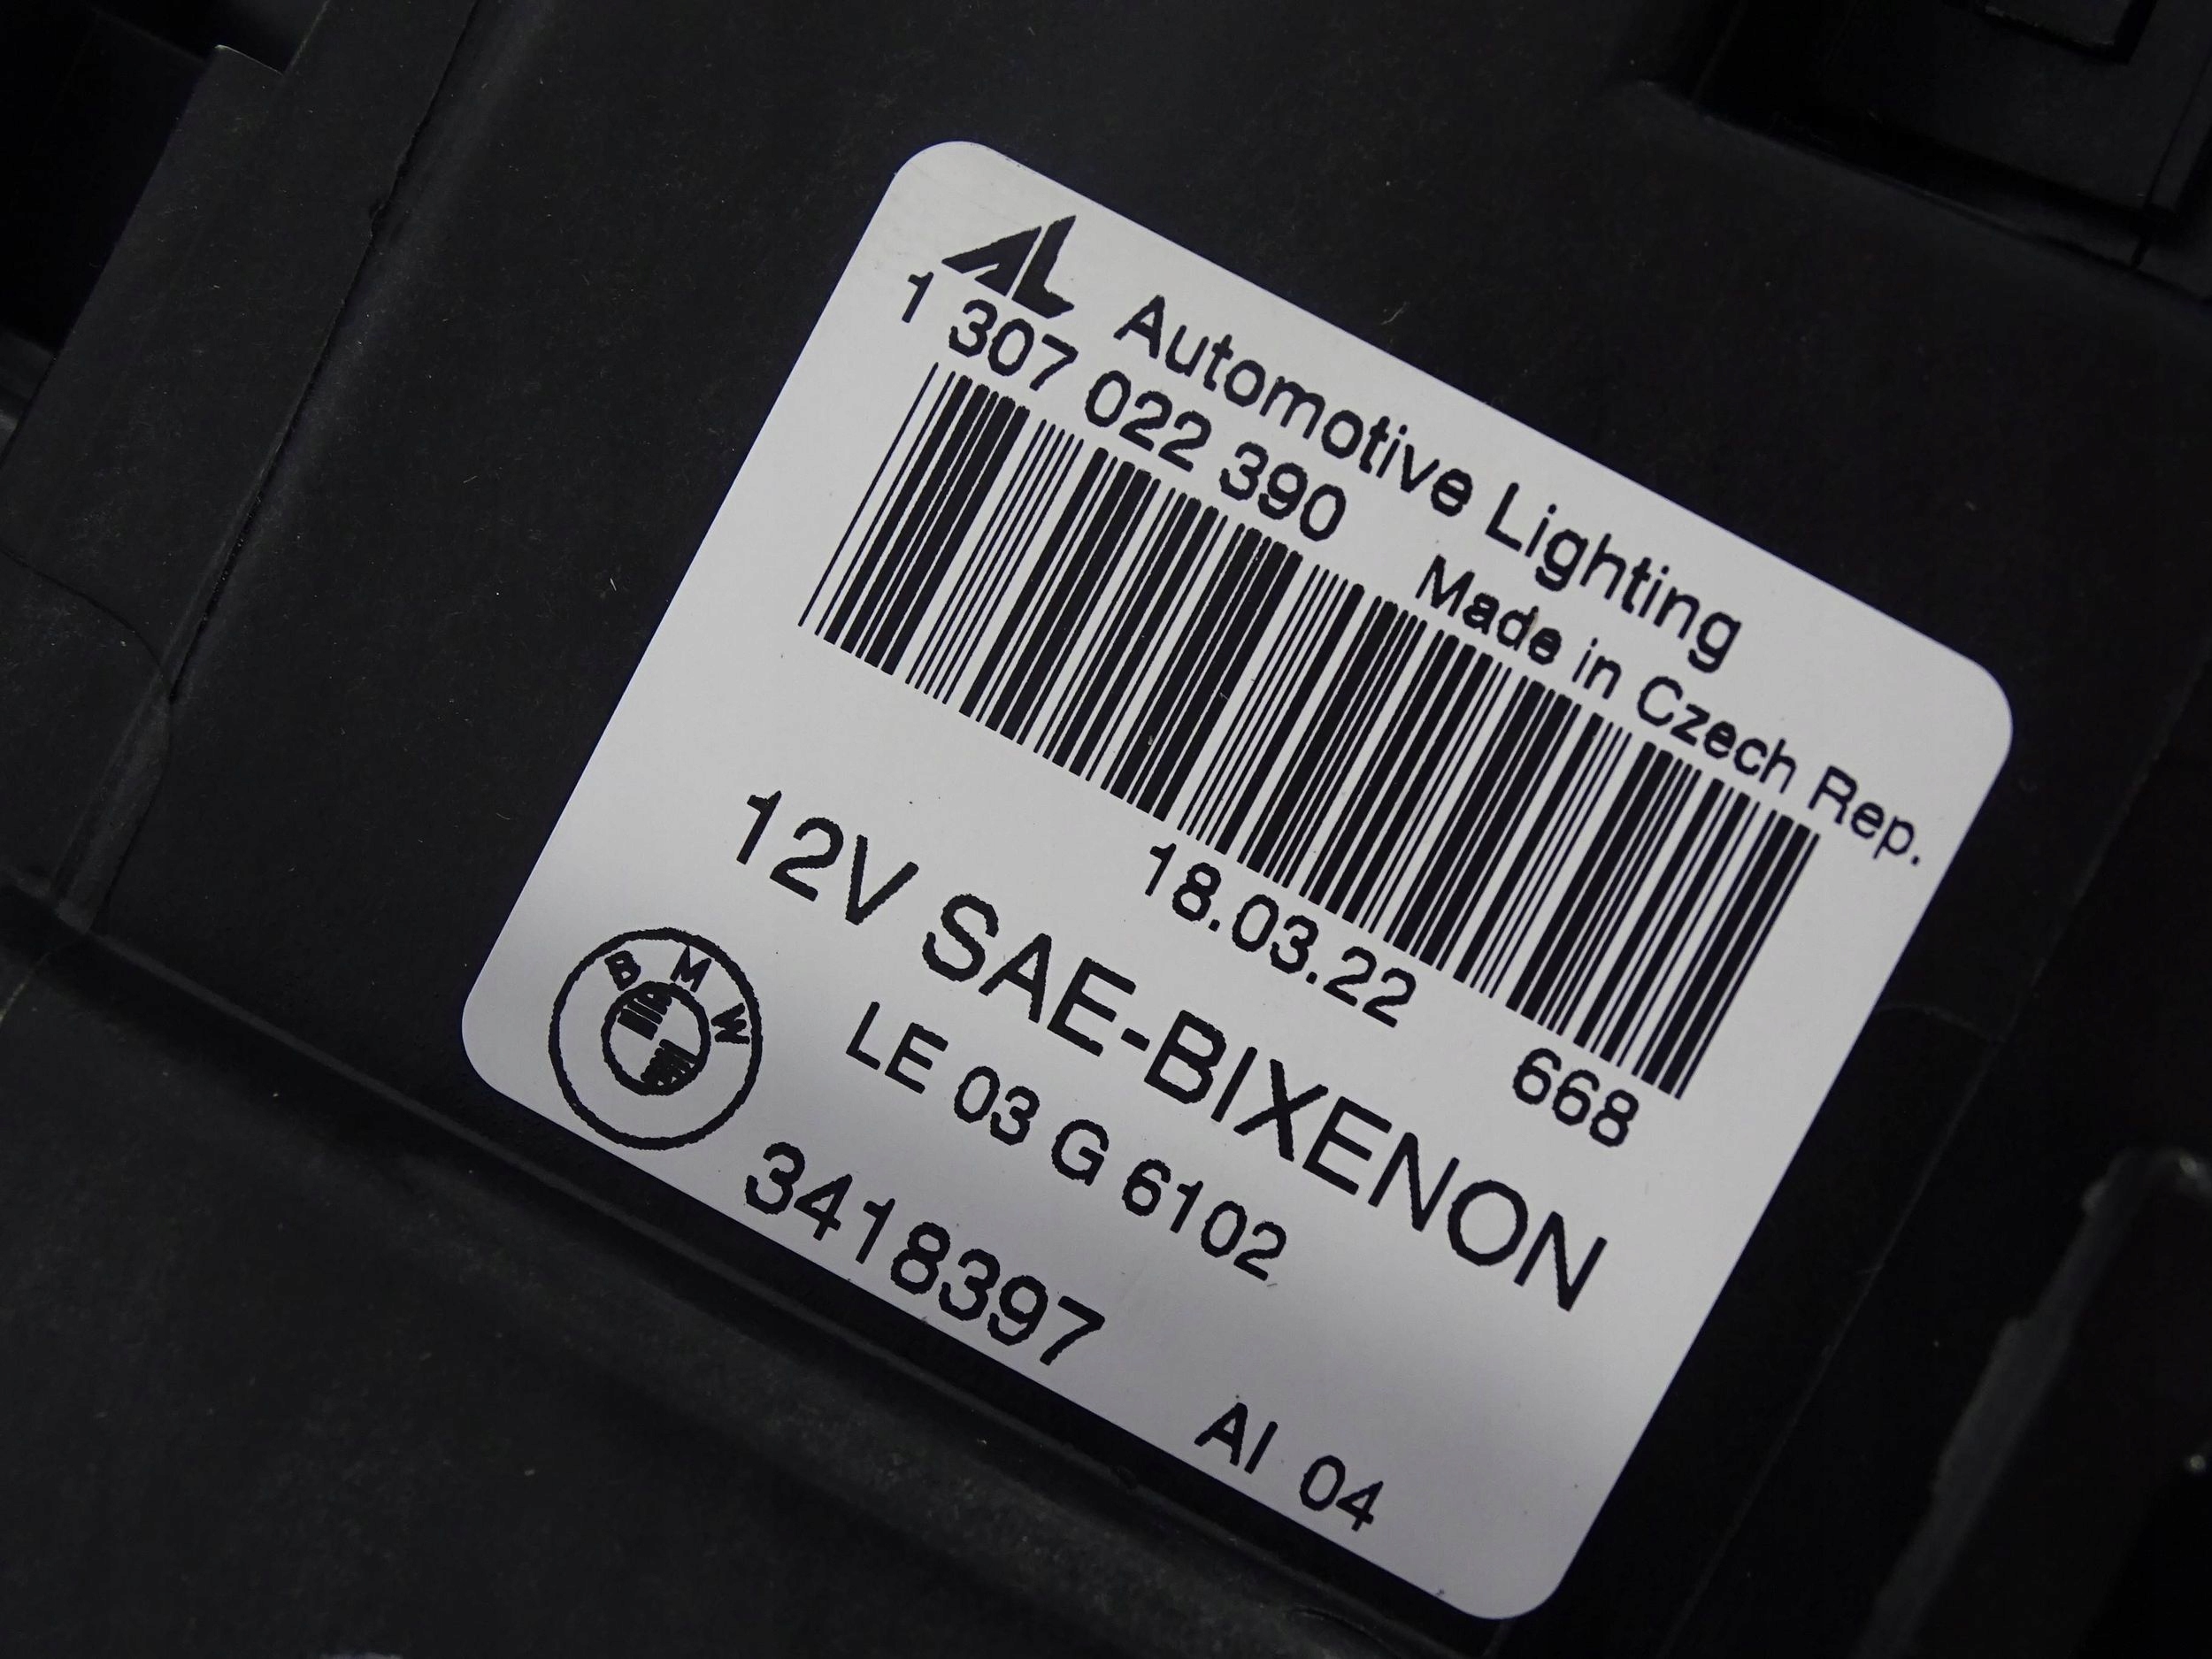 AL Automotive Lighting
1 307 022 390 Made in Czech Rep.
18.03.22 668
12V SAE-BIXENON
LE 03 G 6102
BMW 3418397
AI 04